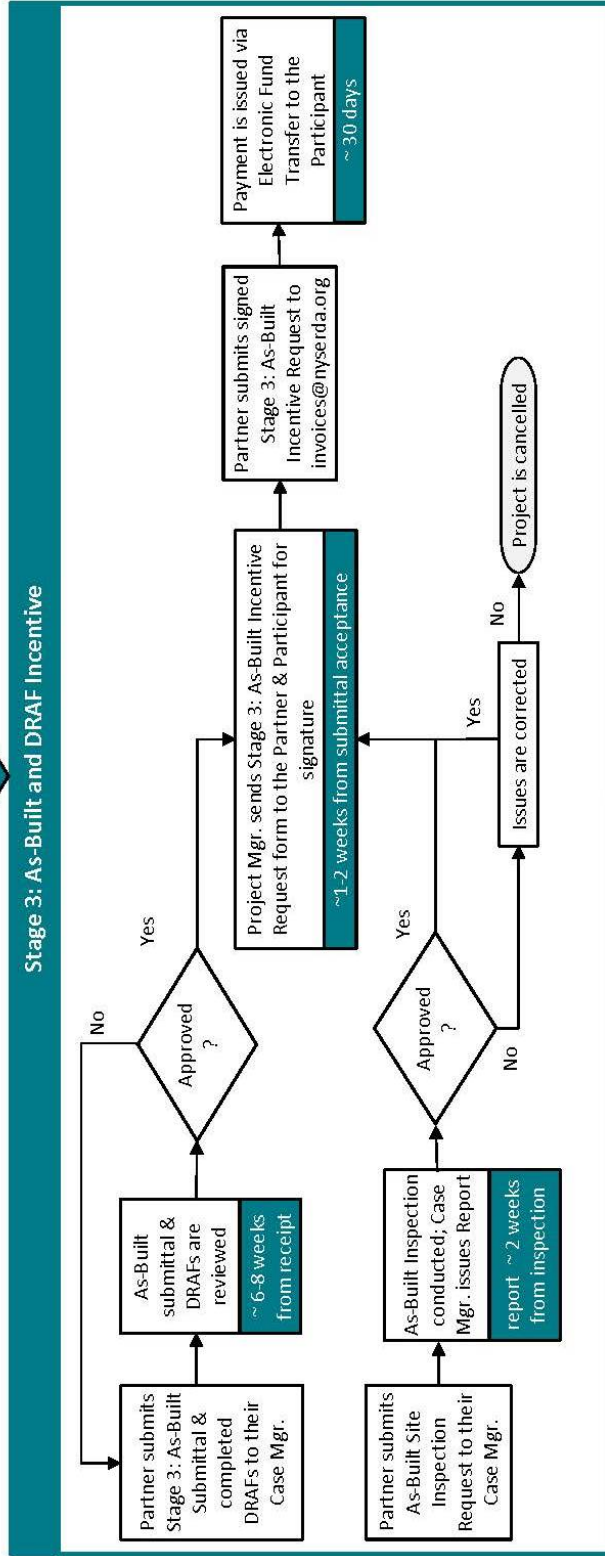 Stage 3: As-Built and DRAF Incentive
Partner submits
Stage 3: As-Built
Submittal &
completed
DRAFs to their
Case Mgr.
As-Built
submittal &
DRAFs are
reviewed
~ 6-8 weeks
from receipt
Approved
?
No
Yes
Project Mgr. sends Stage 3: As-Built Incentive
Request form to the Partner & Participant for
signature
~1-2 weeks from submittal acceptance
Partner submits signed
Stage 3: As-Built
Incentive Request to
invoices@nyserda.org
Payment is issued via
Electronic Fund
Transfer to the
Participant
~ 30 days
Partner submits
As-Built Site
Inspection
Request to their
Case Mgr.
As-Built Inspection
conducted; Case
Mgr. issues Report
report ~ 2 weeks
from inspection
Approved
?
Yes
No
Issues are corrected
Yes
No
Project is cancelled